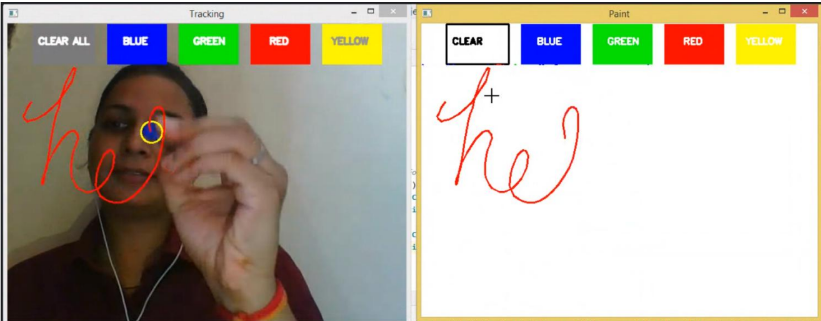 Tracking
Paint
CLEAR ALL BLUE GREEN RED YELLOW
CLEAR BLUE GREEN RED YELLOW
he
he